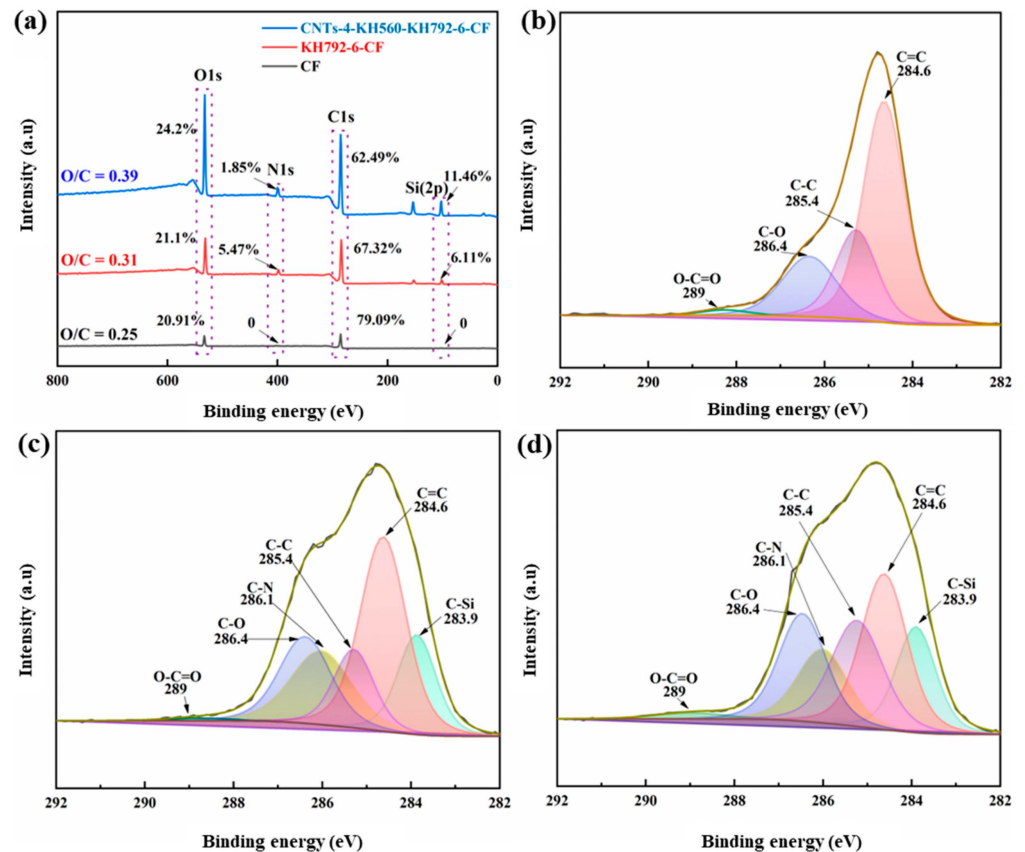 (a)
CNTs-4-KH560-KH792-6-CF
KH792-6-CF
CF
O1s
C1s
24.2%
1.85%
N1s
62.49%
Si(2p)
11.46%
O/C = 0.39
21.1%
5.47%
67.32%
6.11%
O/C = 0.31
20.91%
0
79.09%
0
O/C = 0.25
800
600
400
200
0
Binding energy (eV)
Intensity (a.u)
(b)
C=C
284.6
C-C
285.4
C-O
286.4
O-C=O
289
292
290
288
286
284
282
Binding energy (eV)
Intensity (a.u)
(c)
C=C
284.6
C-C
285.4
C-N
286.1
C-O
286.4
C-Si
283.9
O-C=O
289
292
290
288
286
284
282
Binding energy (eV)
Intensity (a.u)
(d)
C=C
284.6
C-C
285.4
C-N
286.1
C-O
286.4
C-Si
283.9
O-C=O
289
292
290
288
286
284
282
Binding energy (eV)
Intensity (a.u)